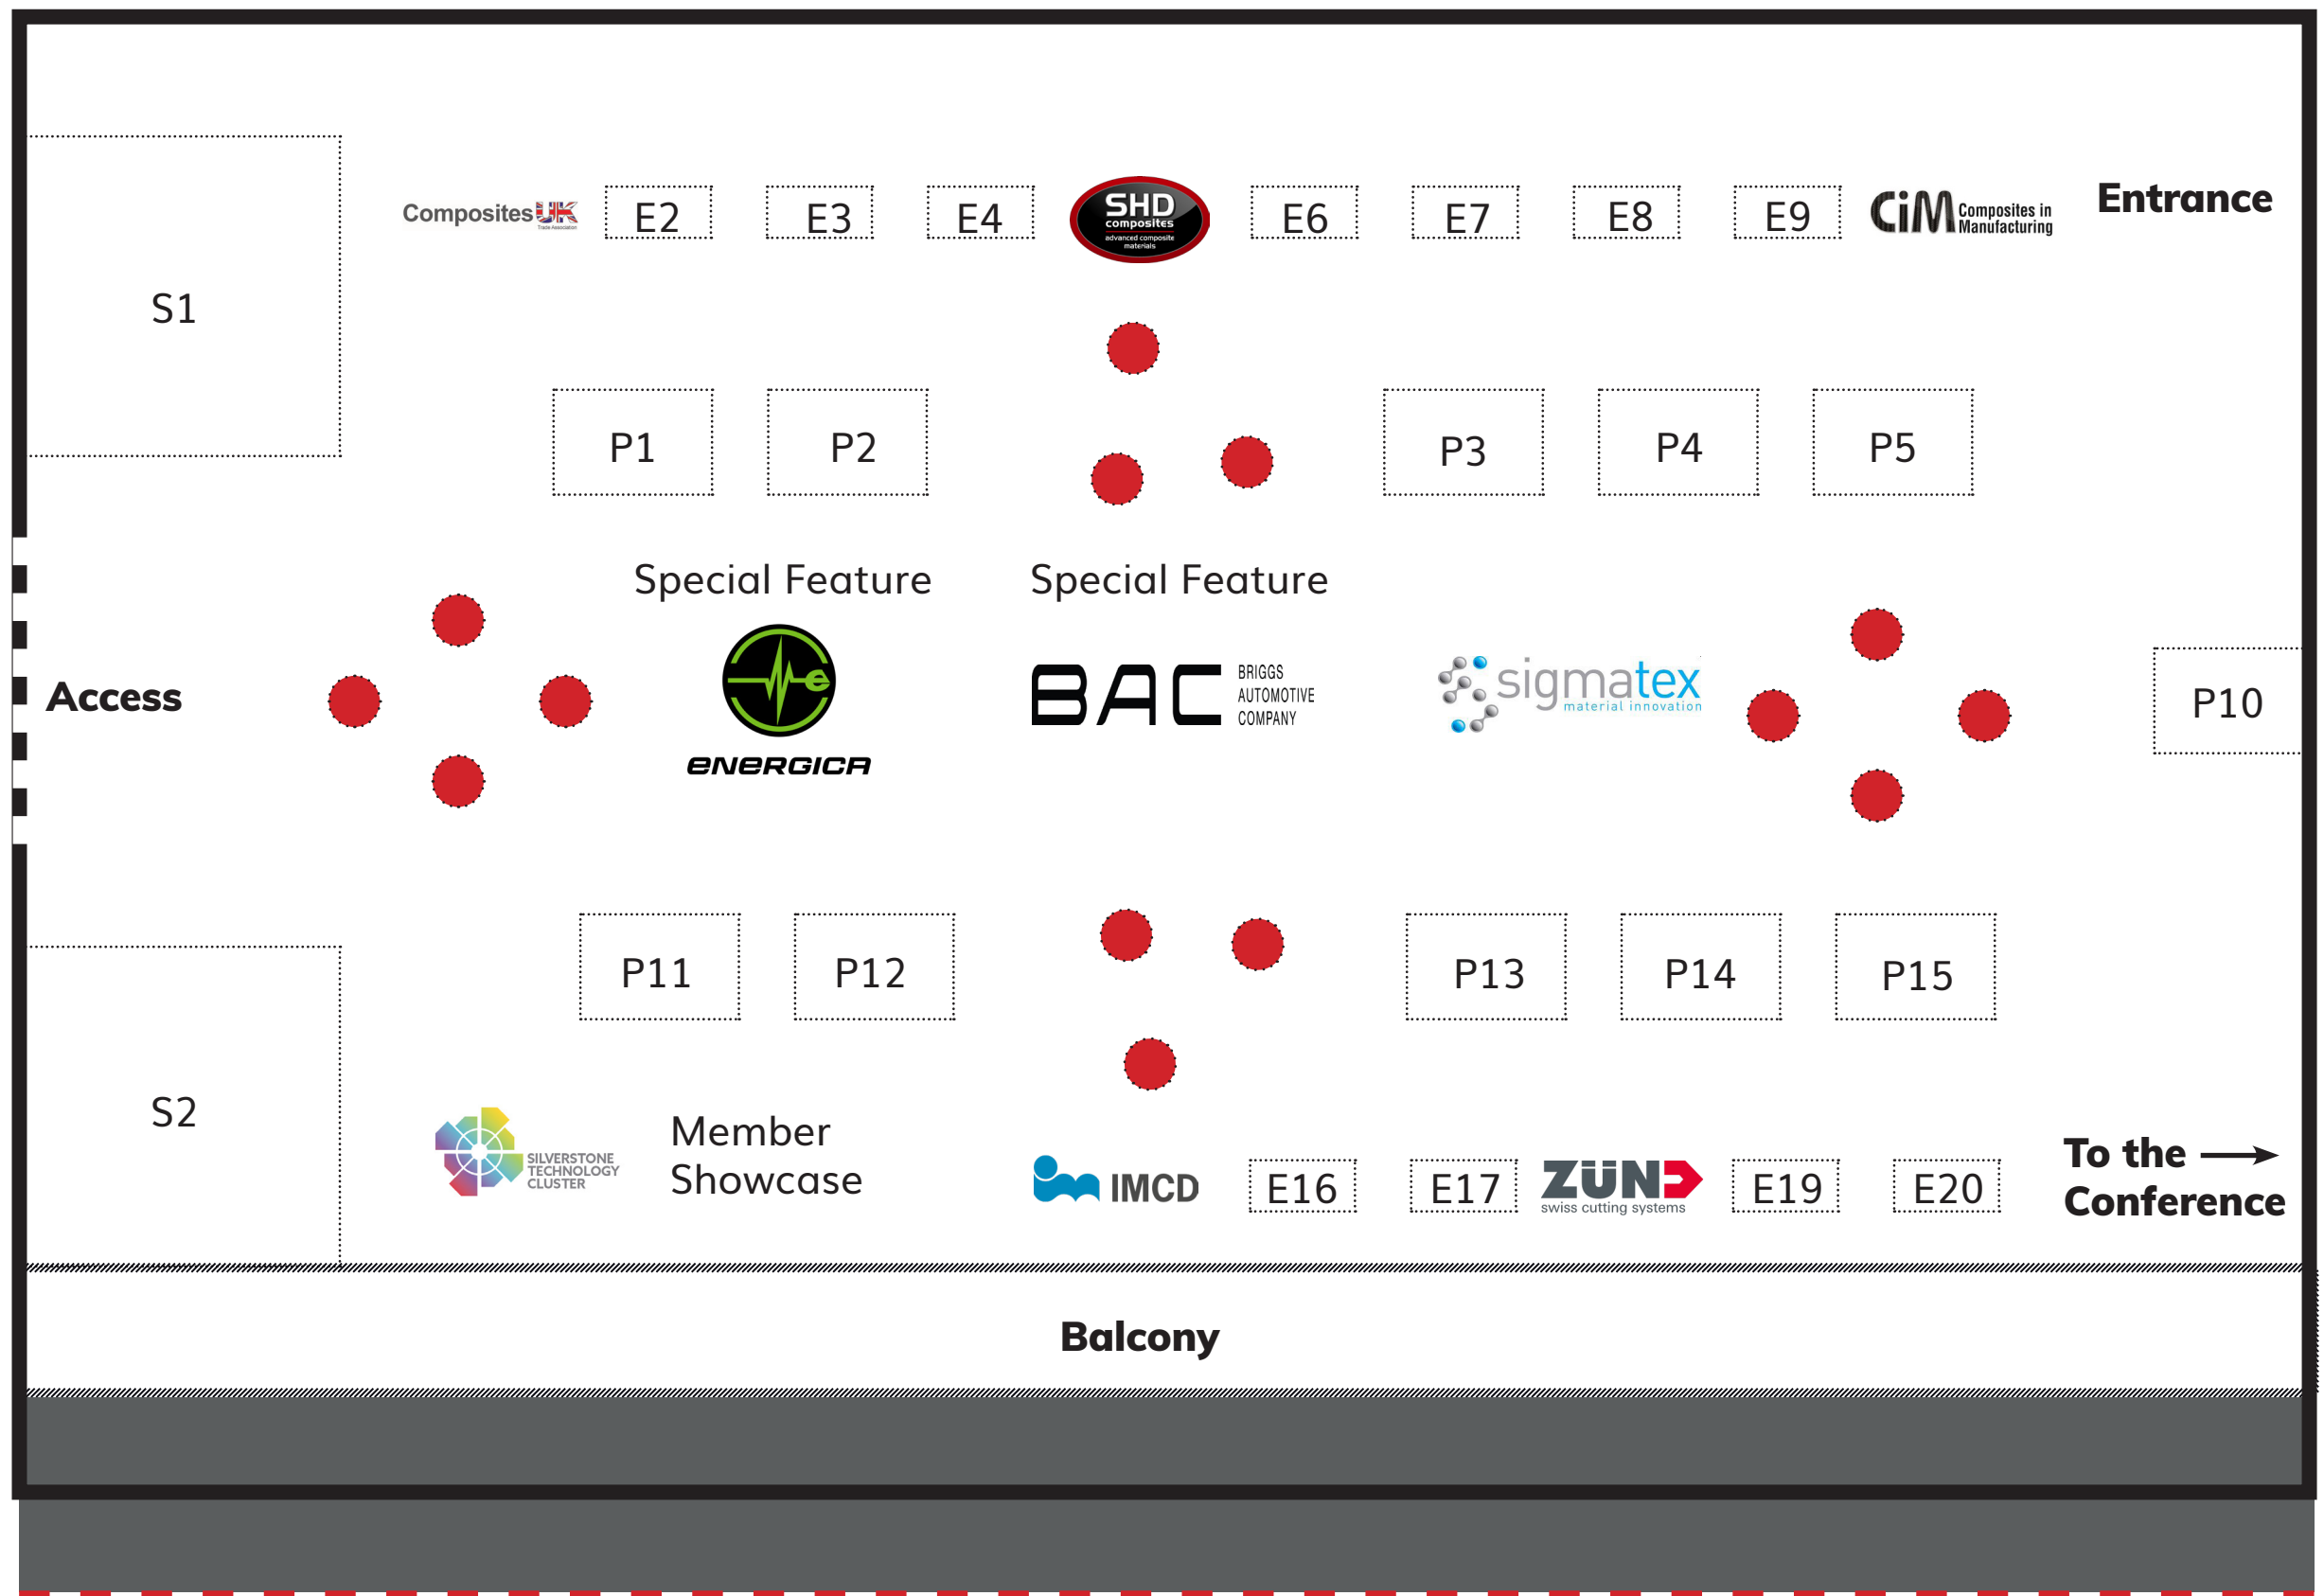 Composites UK
Trade Association
E2
E3
E4
SHD
composites
advanced composite
materials
E6
E7
E8
E9
CiM Composites in
Manufacturing
Entrance
S1
P1
P2
P3
P4
P5
Special Feature
Special Feature
e
ENERGICA
BAC
BRIGGS
AUTOMOTIVE
COMPANY
sigmatex
material innovation
Access
P10
P11
P12
P13
P14
P15
S2
SILVERSTONE
TECHNOLOGY
CLUSTER
Member
Showcase
IMCD
E16
E17
ZÜND
swiss cutting systems
E19
E20
To the
Conference
Balcony